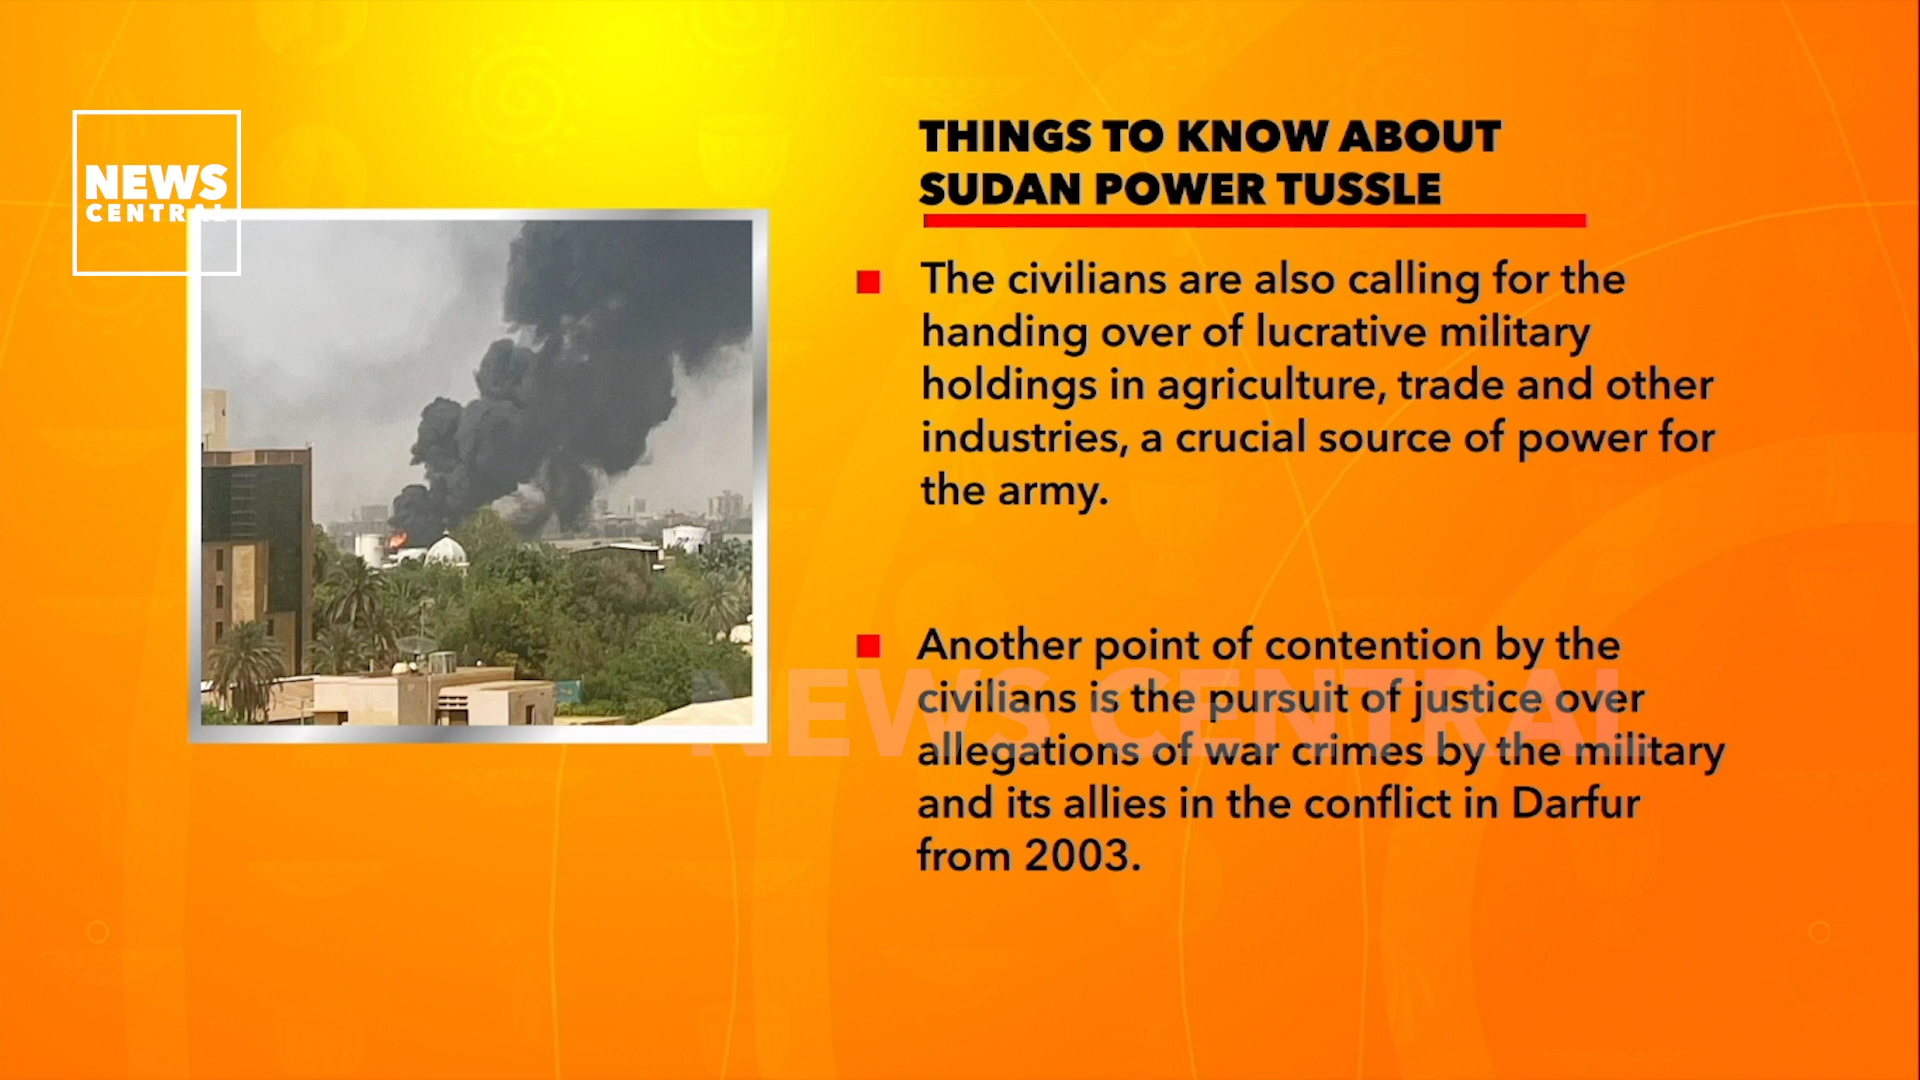 NEWS
CENTRAL
THINGS TO KNOW ABOUT
SUDAN POWER TUSSLE
The civilians are also calling for the
handing over of lucrative military
holdings in agriculture, trade and other
industries, a crucial source of power for
the army.
Another point of contention by the
civilians is the pursuit of justice over
allegations of war crimes by the military
and its allies in the conflict in Darfur
from 2003.
NEWS CENTRAL